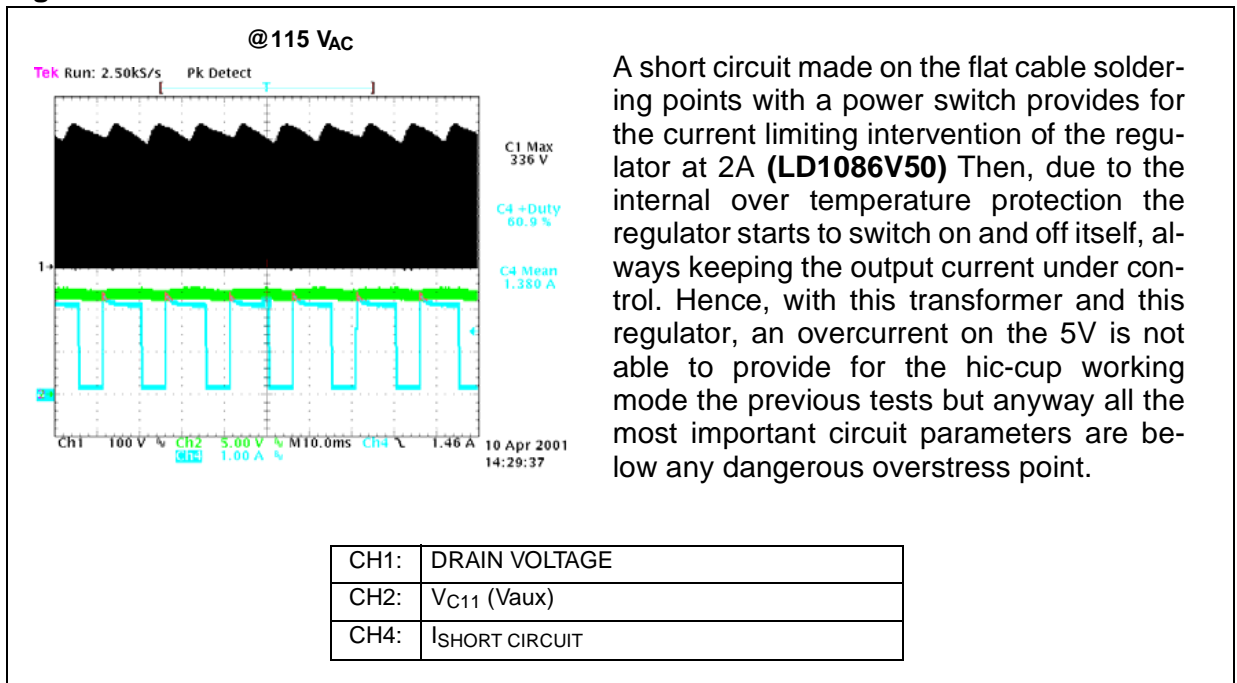 @115 VAC
Tek Run: 2.50kS/s Pk Detect
[ T ]
C1 Max
336 V
C4 +Duty
60.9 %
C4 Mean
1.380 A
1→
2
Ch1 100 V Ch2 5.00 V M10.0ms Ch4 1.46 A
Ch4 1.00 A
10 Apr 2001
14:29:37
A short circuit made on the flat cable solder-
ing points with a power switch provides for
the current limiting intervention of the regu-
lator at 2A (LD1086V50) Then, due to the
internal over temperature protection the
regulator starts to switch on and off itself, al-
ways keeping the output current under con-
trol. Hence, with this transformer and this
regulator, an overcurrent on the 5V is not
able to provide for the hic-cup working
mode the previous tests but anyway all the
most important circuit parameters are be-
low any dangerous overstress point.
CH1: DRAIN VOLTAGE
CH2: VC11 (Vaux)
CH4: ISHORT CIRCUIT